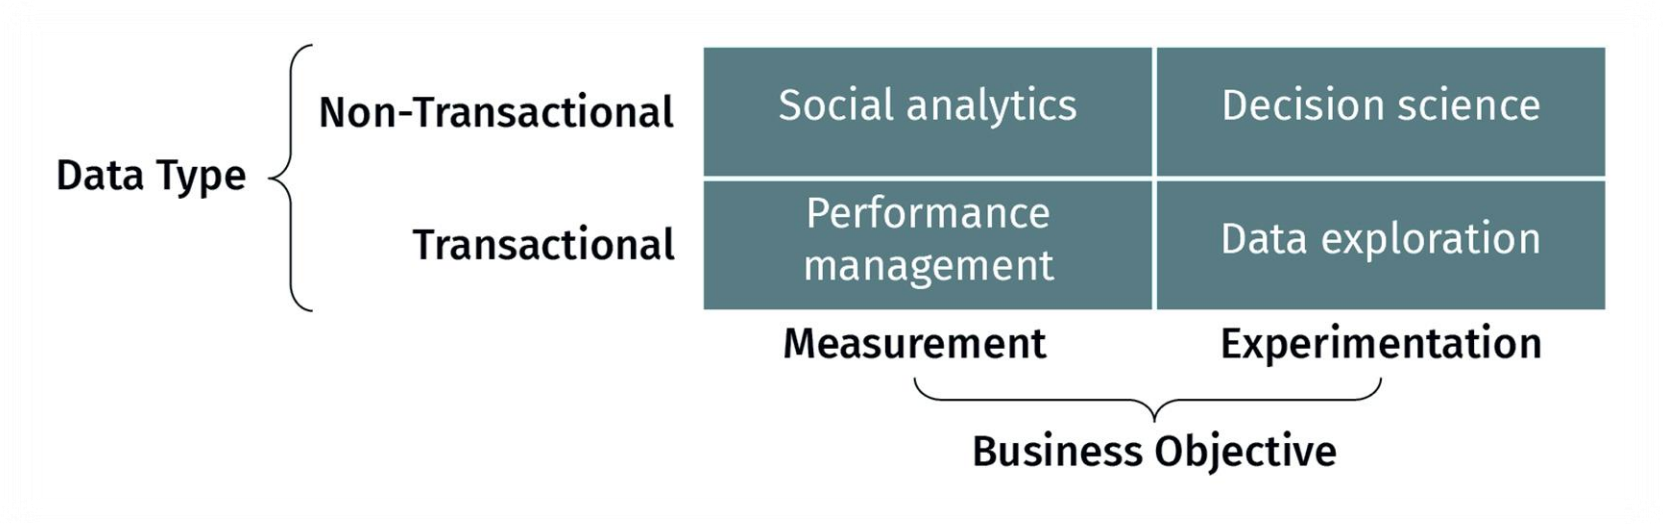 Non-Transactional
Social analytics
Decision science
Data Type
Transactional
Performance
management
Data exploration
Measurement
Experimentation
Business Objective